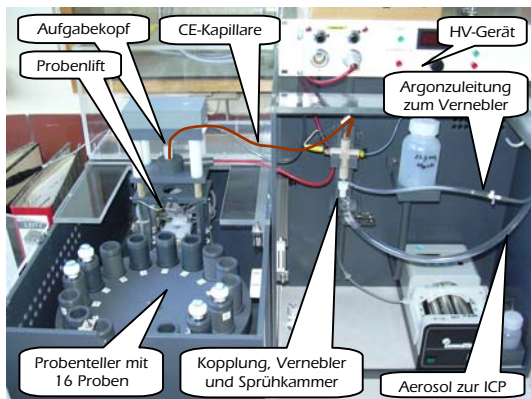 Aufgabekopf
CE-Kapillare
HV-Gerät
Probenlift
Argonzuleitung
zum Vernebler
Probenteller mit
16 Proben
Kopplung, Vernebler
und Sprühkammer
Aerosol zur ICP